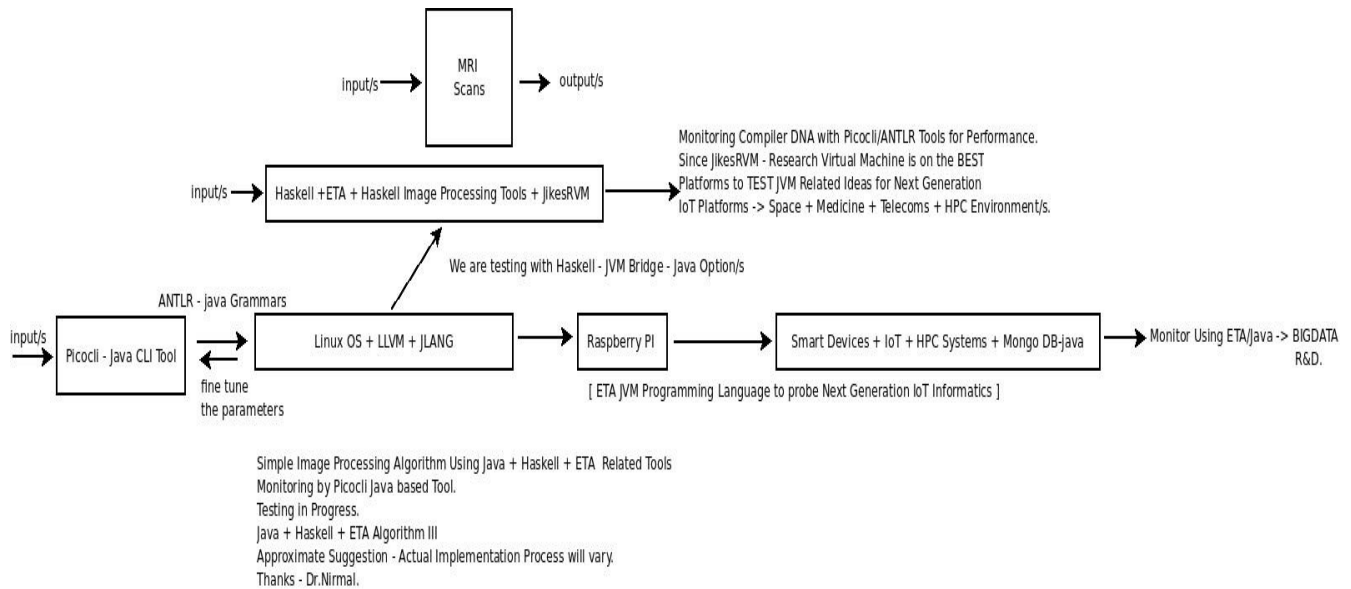 MRI
Scans
input/s
output/s
Monitoring Compiler DNA with Picocli/ANTLR Tools for Performance.
Since JikesRVM - Research Virtual Machine is on the BEST
Platforms to TEST JVM Related Ideas for Next Generation
IoT Platforms -> Space + Medicine + Telecoms + HPC Environment/s.
input/s
Haskell +ETA + Haskell Image Processing Tools + JikesRVM
We are testing with Haskell - JVM Bridge - Java Option/s
ANTLR - java Grammars
input/s
Picocli - Java CLI Tool
Linux OS + LLVM + JLANG
Raspberry PI
Smart Devices + IoT + HPC Systems + Mongo DB-java
Monitor Using ETA/Java -> BIGDATA
R&D.
fine tune
the parameters
[ ETA JVM Programming Language to probe Next Generation IoT Informatics ]
Simple Image Processing Algorithm Using Java + Haskell + ETA Related Tools
Monitoring by Picocli Java based Tool.
Testing in Progress.
Java + Haskell + ETA Algorithm III
Approximate Suggestion - Actual Implementation Process will vary.
Thanks - Dr.Nirmal.